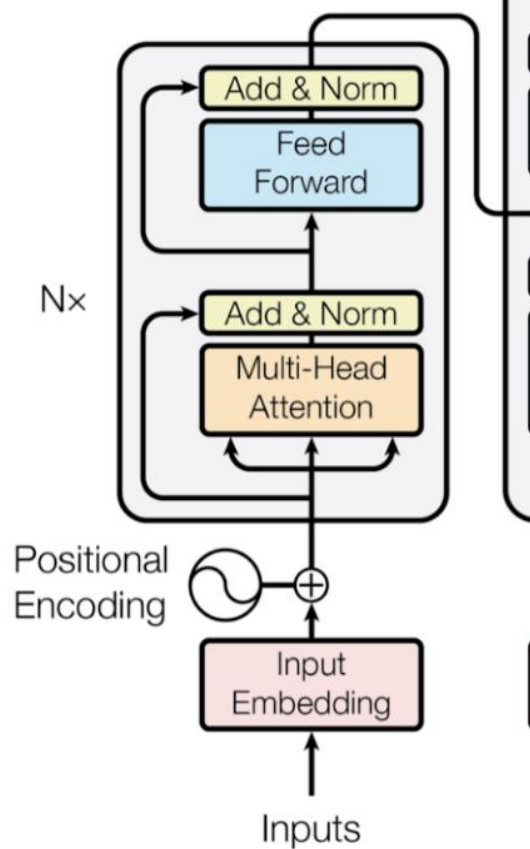 Add & Norm
Feed
Forward
N×
Add & Norm
Multi-Head
Attention
Positional
Encoding
Input
Embedding
Inputs